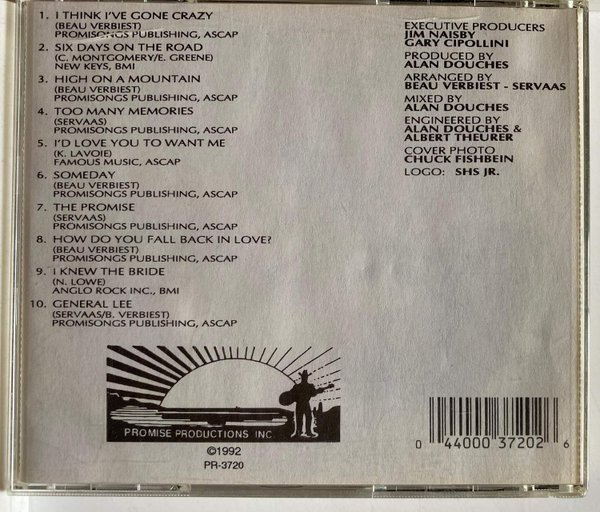 1. I THINK I'VE GONE CRAZY
(BEAU VERBIEST)
PROMISONGS PUBLISHING, ASCAP
2. SIX DAYS ON THE ROAD
(C. MONTGOMERY/E. GREENE)
NEW KEYS, BMI
3. HIGH ON A MOUNTAIN
(BEAU VERBIEST)
PROMISONGS PUBLISHING, ASCAP
4. TOO MANY MEMORIES
(SERVAAS)
PROMISONGS PUBLISHING, ASCAP
5. I'D LOVE YOU TO WANT ME
(K. LAVOIE)
FAMOUS MUSIC, ASCAP
6. SOMEDAY
(BEAU VERBIEST)
PROMISONGS PUBLISHING, ASCAP
7. THE PROMISE
(SERVAAS)
PROMISONGS PUBLISHING, ASCAP
8. HOW DO YOU FALL BACK IN LOVE?
(BEAU VERBIEST)
PROMISONGS PUBLISHING, ASCAP
9. I KNEW THE BRIDE
(N. LOWE)
ANGLO ROCK INC., BMI
10. GENERAL LEE
(SERVAAS/B. VERBIEST)
PROMISONGS PUBLISHING, ASCAP
EXECUTIVE PRODUCERS
JIM NAISBY
GARY CIPOLLINI
PRODUCED BY
ALAN DOUCHES
ARRANGED BY
BEAU VERBIEST - SERVAAS
MIXED BY
ALAN DOUCHES
ENGINEERED BY
ALAN DOUCHES &
ALBERT THEURER
COVER PHOTO
CHUCK FISHBEIN
LOGO: SHS JR.
PROMISE PRODUCTIONS INC.
©1992
PR-3720
0 44000 37202 6